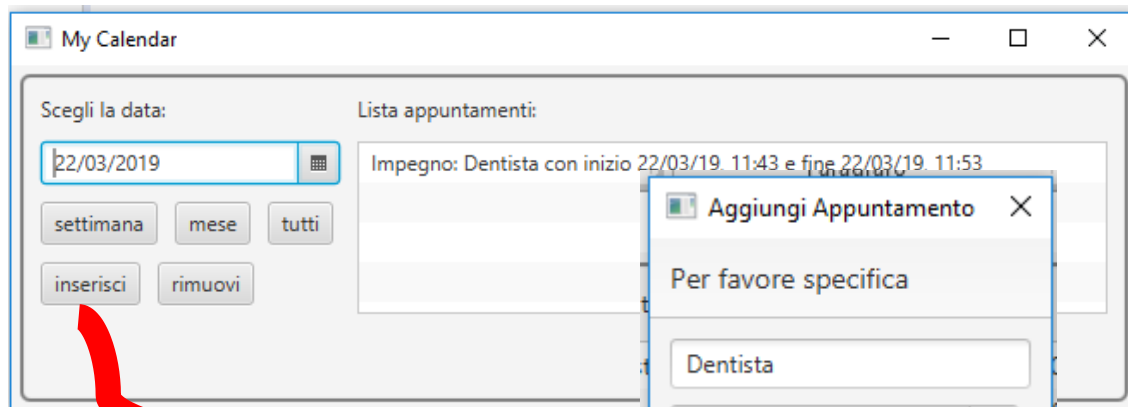 My Calendar
Scegli la data:
Lista appuntamenti:
22/03/2019
Impegno: Dentista con inizio 22/03/19, 11:43 e fine 22/03/19, 11:53
settimana mese tutti
inserisci rimuovi
Aggiungi Appuntamento
Per favore specifica
Dentista